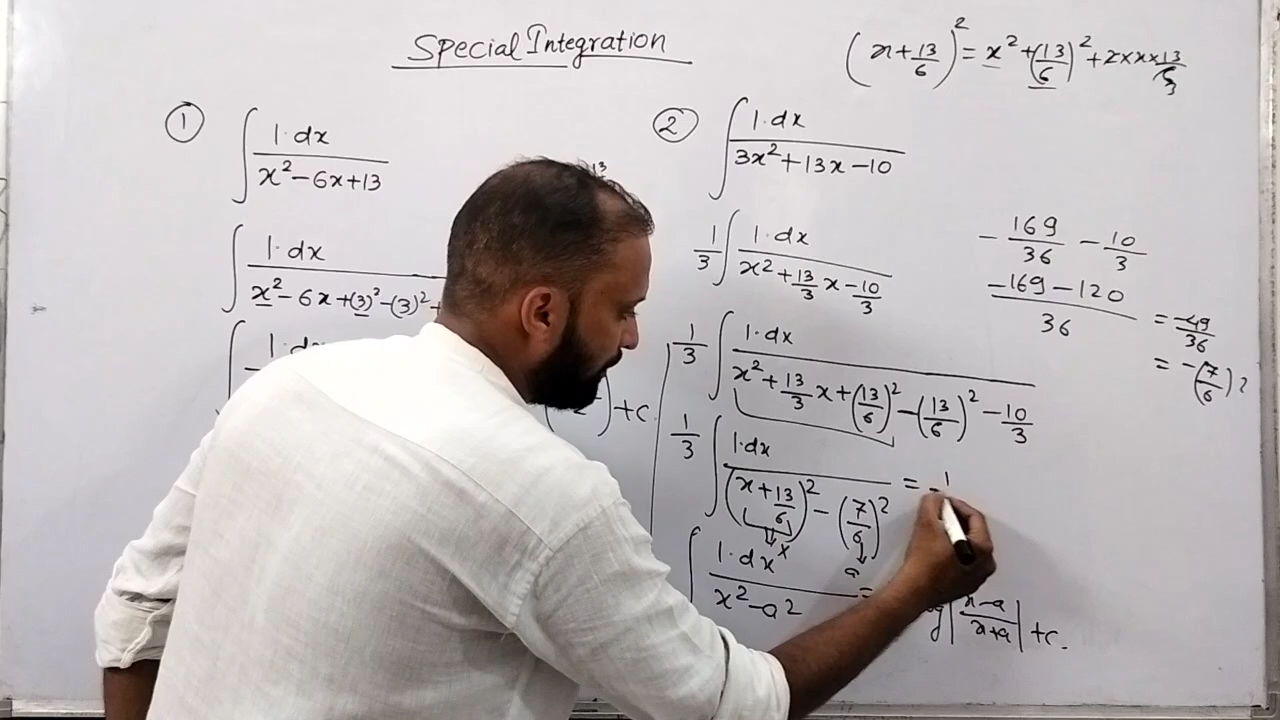 Special Integration
(x + 13/6)² = x² + (13/6)² + 2×x×13/6 3
① ∫ 1·dx / x² − 6x + 13
∫ 1·dx / x² − 6x + (3)² − (3)² +
∫ 1·d
) + c.
13
② ∫ 1·dx / 3x² + 13x − 10
1/3 ∫ 1·dx / x² + 13/3 x − 10/3
1/3 ∫ 1·dx / x² + 13/3 x + (13/6)² − (13/6)² − 10/3
1/3 ∫ 1·dx / (x + 13/6)² − (7/6)² = 1
x a
∫ 1·dx / x² − a² = g |x−a / x+a| + c.
− 169/36 − 10/3
−169 − 120 / 36 = −49/36
= −(7/6)²